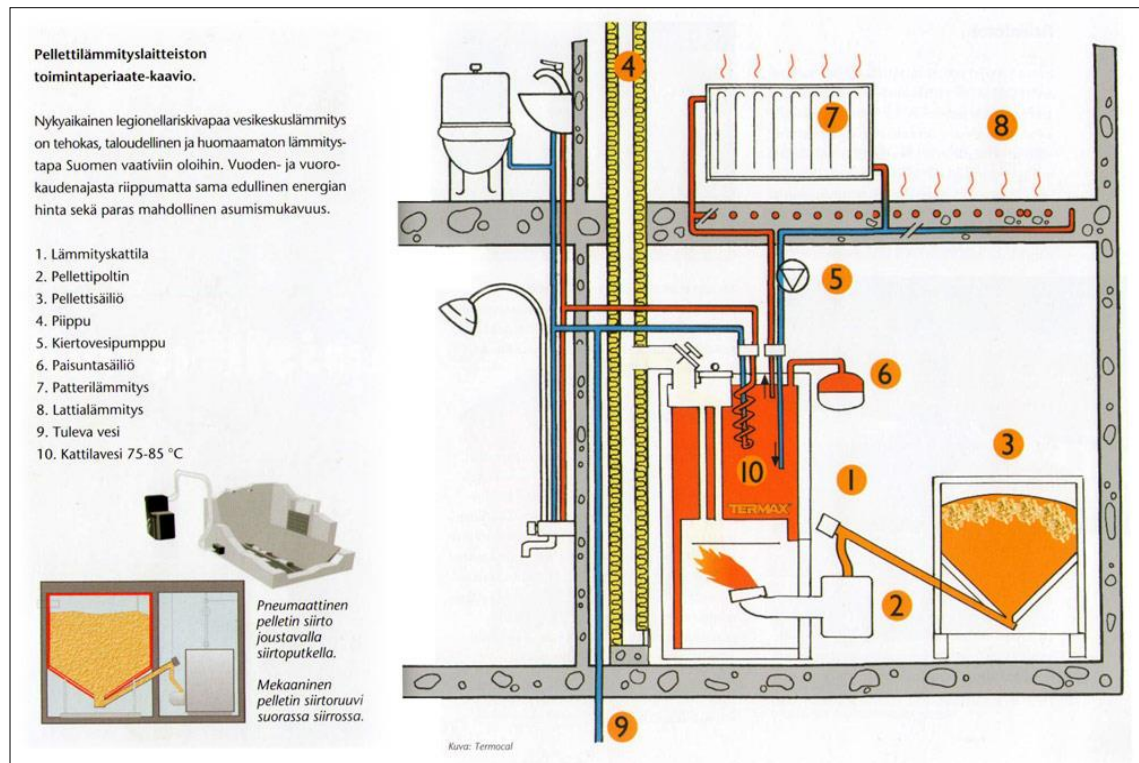 Pellettilämmityslaitteiston
toimintaperiaate-kaavio.
Nykyaikainen legionellariskivapaa vesikeskuslämmitys
on tehokas, taloudellinen ja huomaamaton lämmitys-
tapa Suomen vaativiin oloihin. Vuoden- ja vuoro-
kaudenajasta riippumatta sama edullinen energian
hinta sekä paras mahdollinen asumismukavuus.
1. Lämmityskattila
2. Pellettipoltin
3. Pellettisäiliö
4. Piippu
5. Kiertovesipumppu
6. Paisuntasäiliö
7. Patterilämmitys
8. Lattialämmitys
9. Tuleva vesi
10. Kattilavesi 75-85 °C
Pneumaattinen
pelletin siirto
joustavalla
siirtoputkella.
Mekaaninen
pelletin siirtoruuvi
suorassa siirrossa.
4
7
8
5
6
3
10
1
TERMAX
2
9
Kuva: Termocal